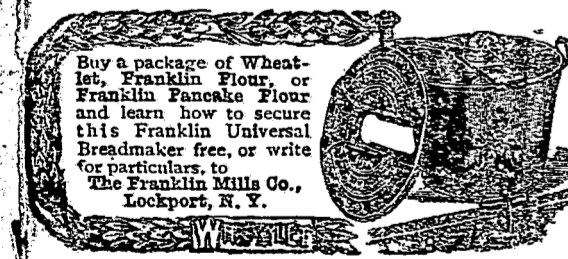 Buy a package of Wheat-
let, Franklin Flour, or
Franklin Pancake Flour
and learn how to secure
this Franklin Universal
Breadmaker free, or write
for particulars, to
The Franklin Mills Co.,
Lockport, N. Y.